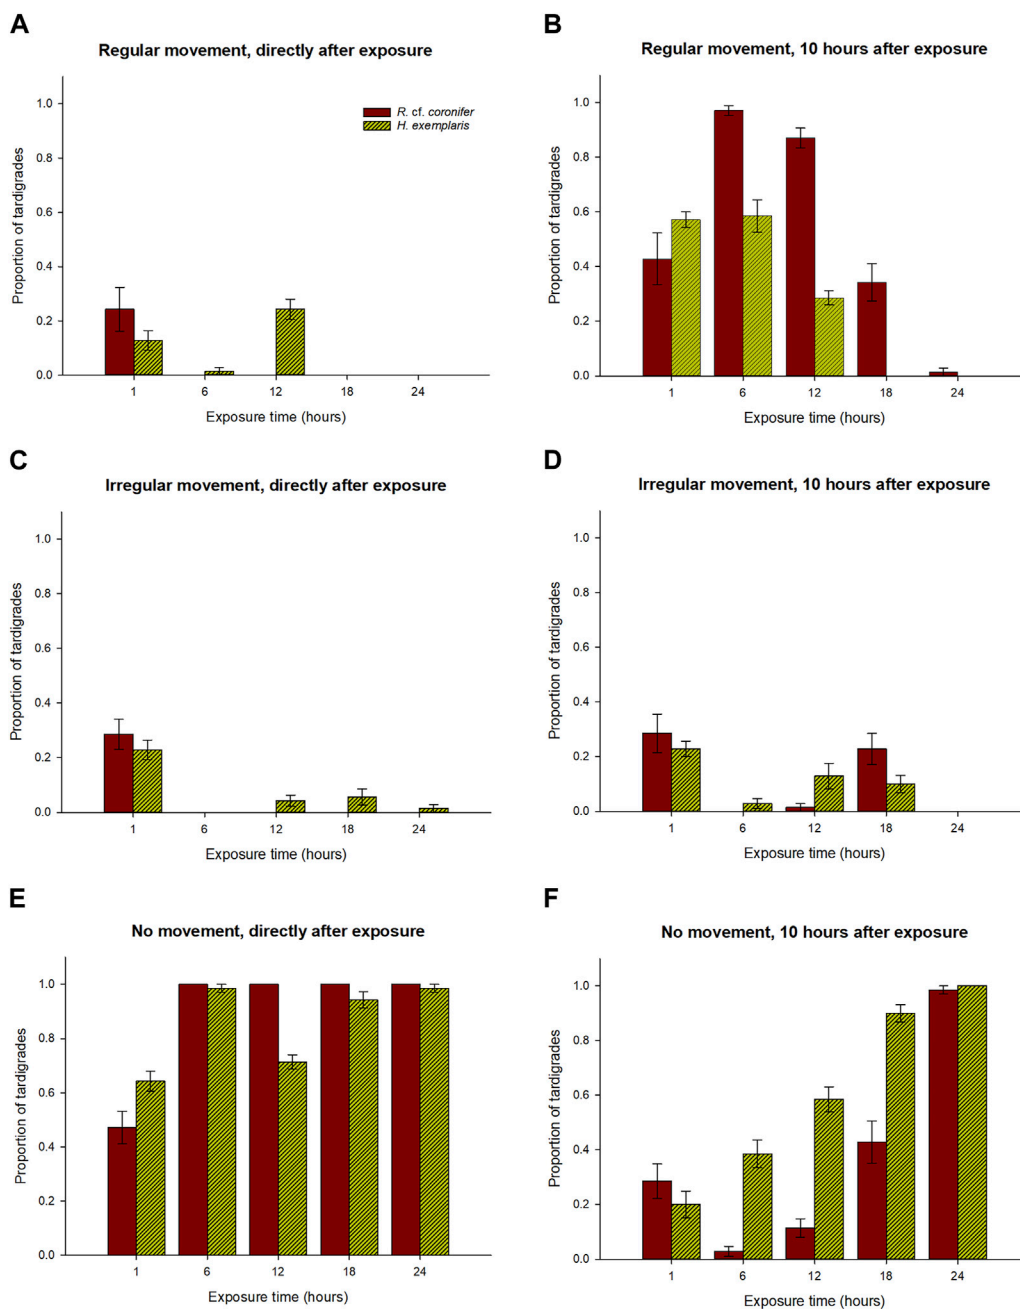 A
Regular movement, directly after exposure
Proportion of tardigrades
1.0
0.8
0.6
0.4
0.2
0.0
R. cf. coronifer
H. exemplaris
1 6 12 18 24
Exposure time (hours)
B
Regular movement, 10 hours after exposure
Proportion of tardigrades
1.0
0.8
0.6
0.4
0.2
0.0
1 6 12 18 24
Exposure time (hours)
C
Irregular movement, directly after exposure
Proportion of tardigrades
1.0
0.8
0.6
0.4
0.2
0.0
1 6 12 18 24
Exposure time (hours)
D
Irregular movement, 10 hours after exposure
Proportion of tardigrades
1.0
0.8
0.6
0.4
0.2
0.0
1 6 12 18 24
Exposure time (hours)
E
No movement, directly after exposure
Proportion of tardigrades
1.0
0.8
0.6
0.4
0.2
0.0
1 6 12 18 24
Exposure time (hours)
F
No movement, 10 hours after exposure
Proportion of tardigrades
1.0
0.8
0.6
0.4
0.2
0.0
1 6 12 18 24
Exposure time (hours)